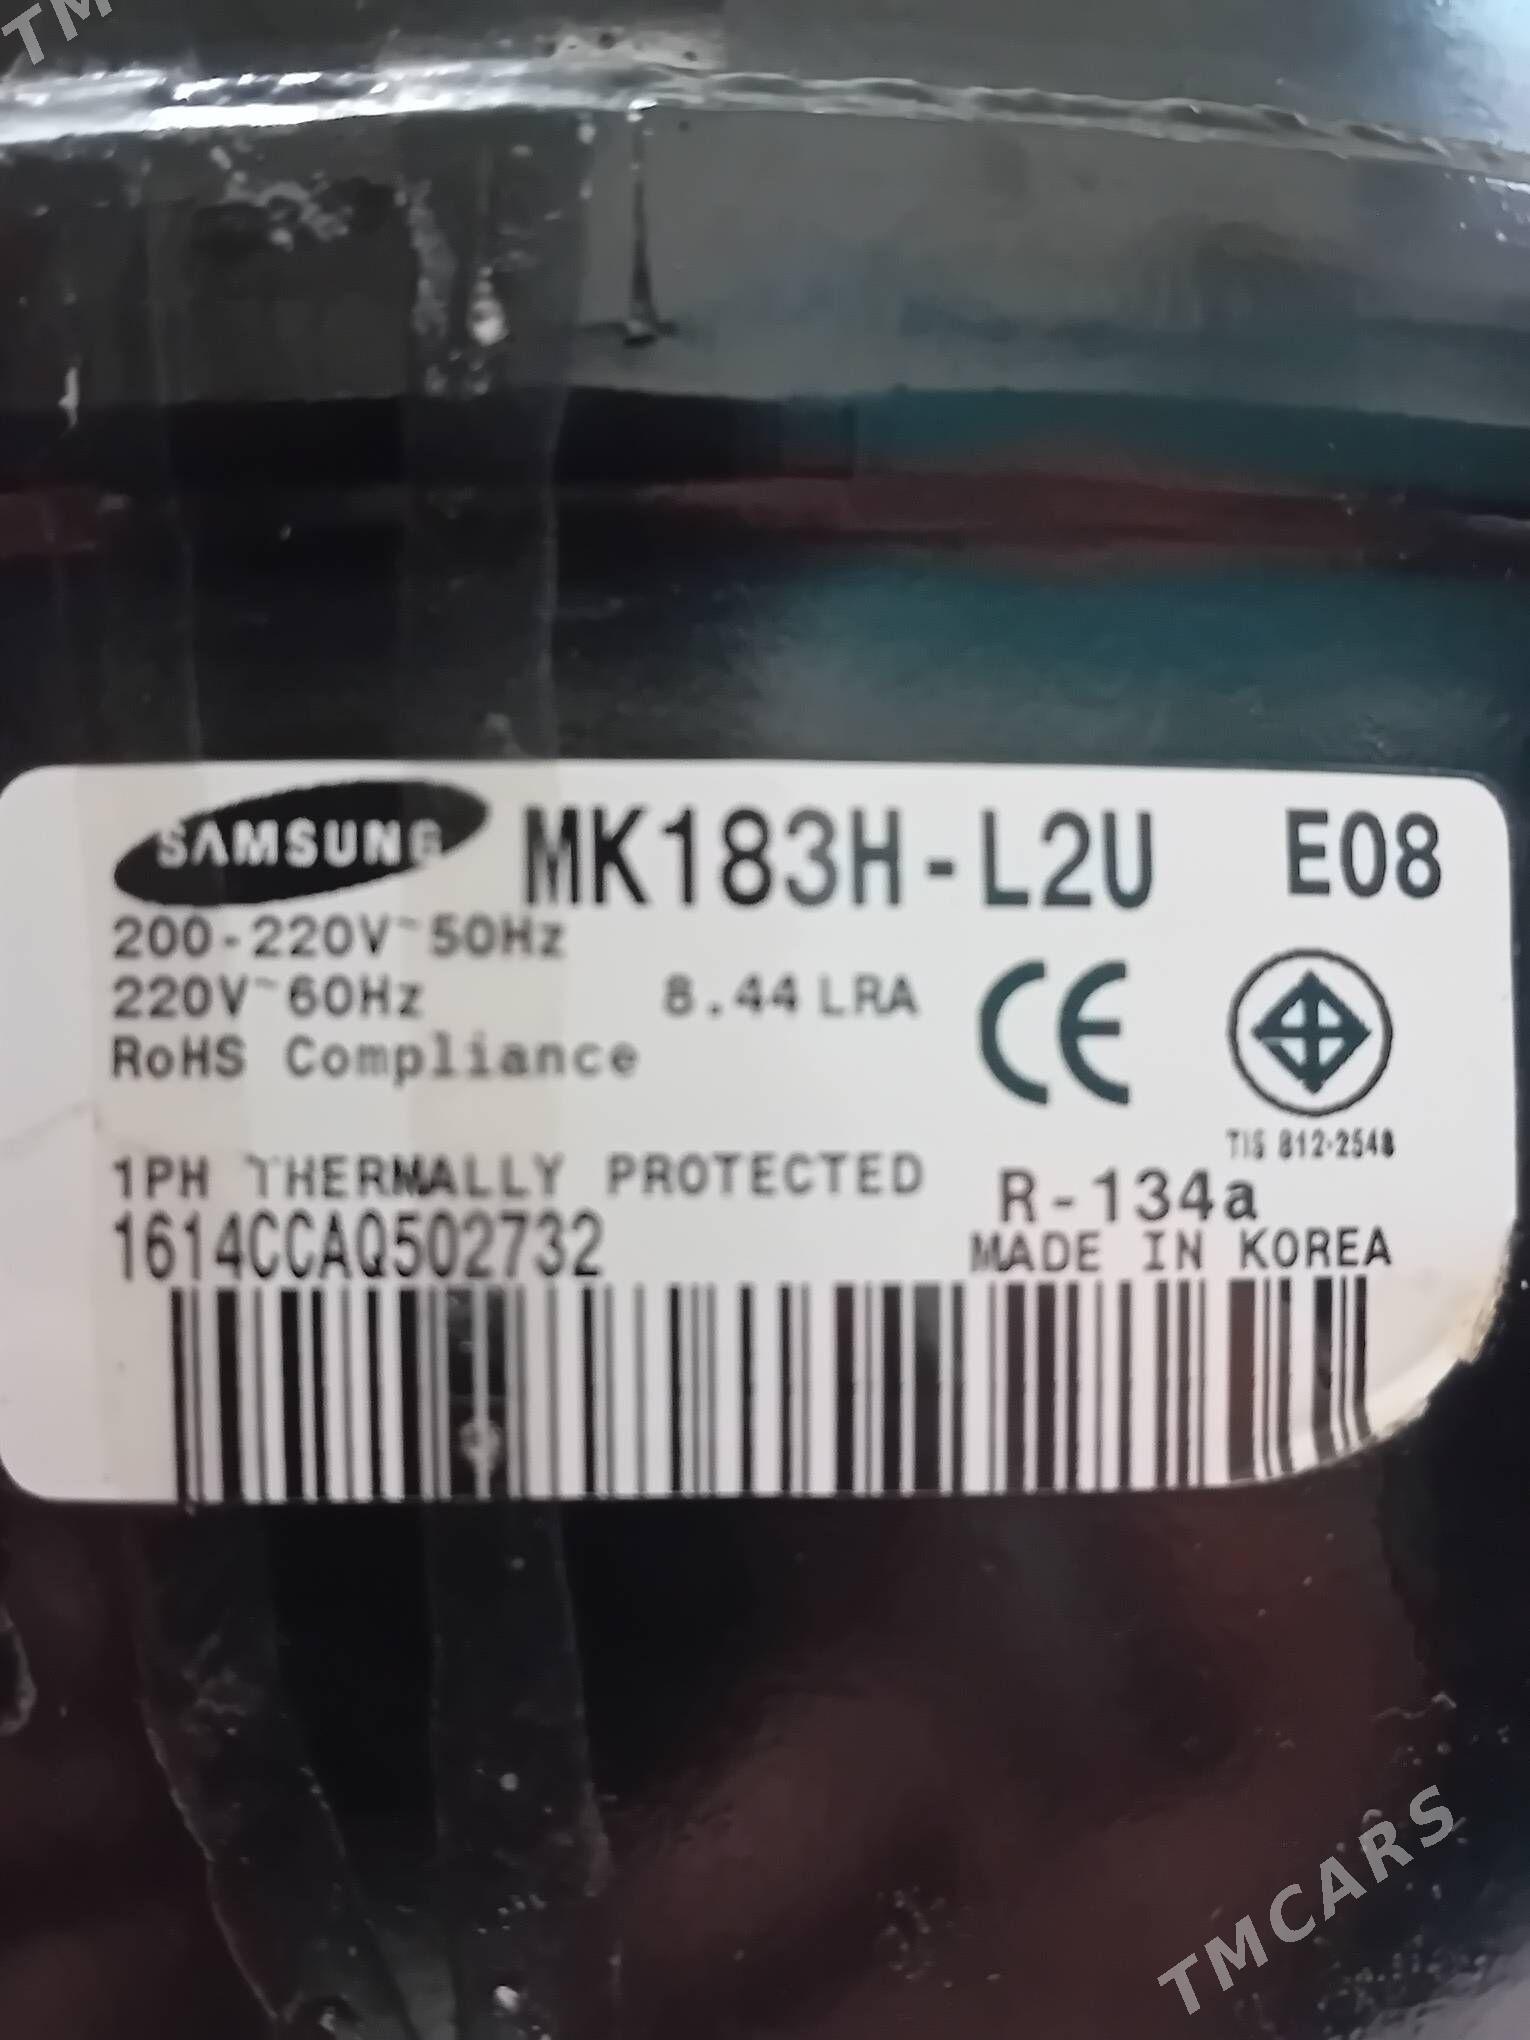 TM
SAMSUNG MK183H-L2U E08
200-220V~50Hz
220V~60Hz 8.44 LRA CE
RoHS Compliance
TIS 812-2548
1PH THERMALLY PROTECTED R-134a
1614CCAQ502732 MADE IN KOREA
TMCARS